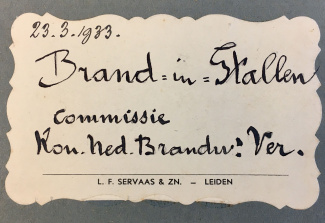 23.3.1933.
Brand=in=Stallen
Commissie
Kon. Ned. Brandw: Ver.
L. F. SERVAAS & ZN. – LEIDEN